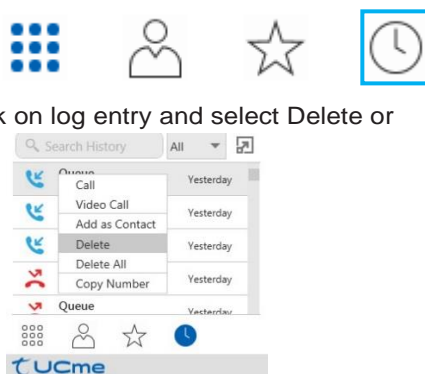 k on log entry and select Delete or
Search History All
Queue
Call Yesterday
Video Call
Yesterday
Add as Contact
Delete Yesterday
Delete All
Yesterday
Copy Number
Queue
Yesterday
UCme